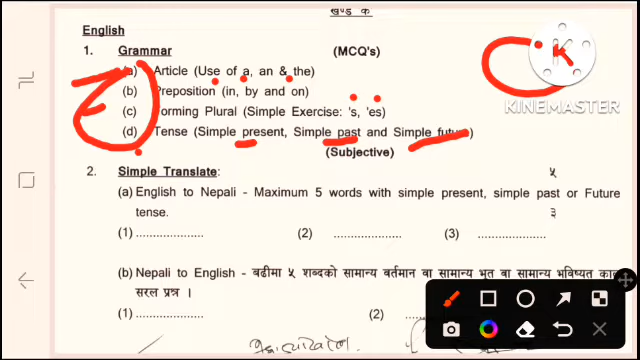 खण्ड क
English
1. Grammar (MCQ's)
(a) Article (Use of a, an & the)
(b) Preposition (in, by and on)
(c) Forming Plural (Simple Exercise: 's, 'es)
(d) Tense (Simple present, Simple past and Simple future)
(Subjective)
2. Simple Translate: ५
(a) English to Nepali - Maximum 5 words with simple present, simple past or Future
tense. ३
(1) .................... (2) .................... (3) ....................
(b) Nepali to English - बढीमा ५ शब्दको सामान्य वर्तमान वा सामान्य भूत वा सामान्य भविष्यत
सरल प्रश्न ।
(1) .................... (2)
K
KINEMASTER